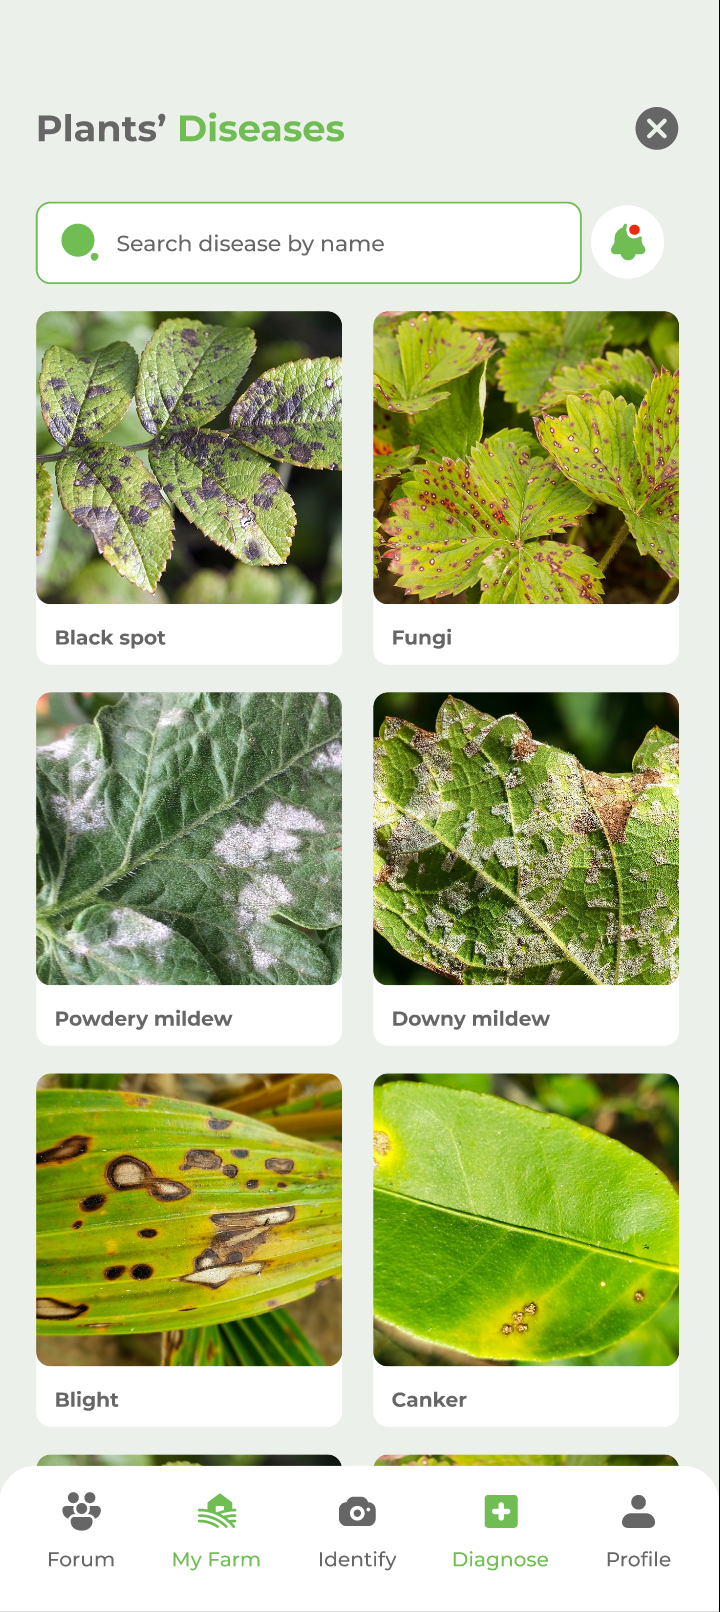 Plants’ Diseases
Search disease by name
Black spot
Fungi
Powdery mildew
Downy mildew
Blight
Canker
Forum
My Farm
Identify
Diagnose
Profile